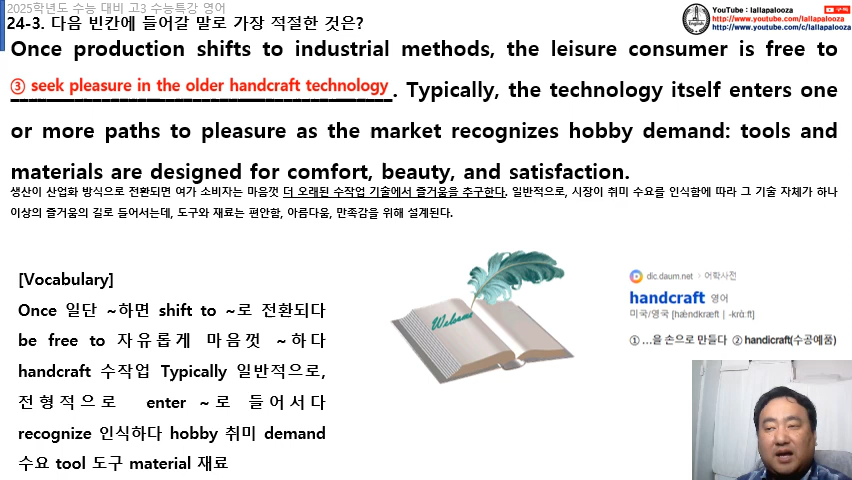 2025학년도 수능 대비 고3 수능특강 영어
24-3. 다음 빈칸에 들어갈 말로 가장 적절한 것은?
YouTube : lallapalooza 구독
http://www.youtube.com/lallapalooza
http://www.youtube.com/c/lallapalooza
Once production shifts to industrial methods, the leisure consumer is free to
③ seek pleasure in the older handcraft technology. Typically, the technology itself enters one
or more paths to pleasure as the market recognizes hobby demand: tools and
materials are designed for comfort, beauty, and satisfaction.
생산이 산업화 방식으로 전환되면 여가 소비자는 마음껏 더 오래된 수작업 기술에서 즐거움을 추구한다. 일반적으로, 시장이 취미 수요를 인식함에 따라 그 기술 자체가 하나
이상의 즐거움의 길로 들어서는데, 도구와 재료는 편안함, 아름다움, 만족감을 위해 설계된다.
[Vocabulary]
Once 일단 ~하면 shift to ~로 전환되다
be free to 자유롭게 마음껏 ~하다
handcraft 수작업 Typically 일반적으로,
전형적으로 enter ~로 들어서다
recognize 인식하다 hobby 취미 demand
수요 tool 도구 material 재료
Welcome
dic.daum.net › 어학사전
handcraft 영어
미국/영국 [hændkræft | -krɑːft]
① …을 손으로 만들다 ② handicraft(수공예품)